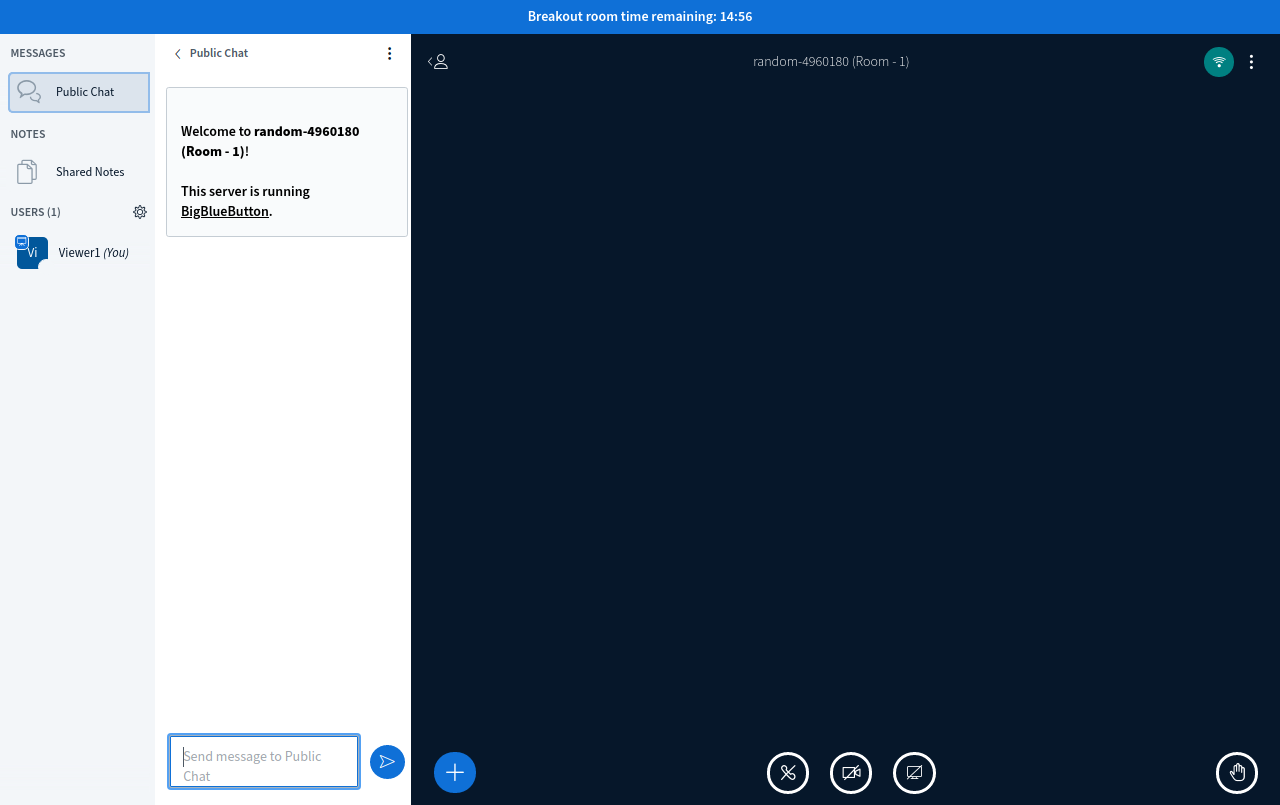 Breakout room time remaining: 14:56
MESSAGES
Public Chat
NOTES
Shared Notes
USERS (1)
Vi
Viewer1 (You)
Public Chat
Welcome to random-4960180
(Room - 1)!
This server is running
BigBlueButton.
Send message to Public
Chat
random-4960180 (Room - 1)